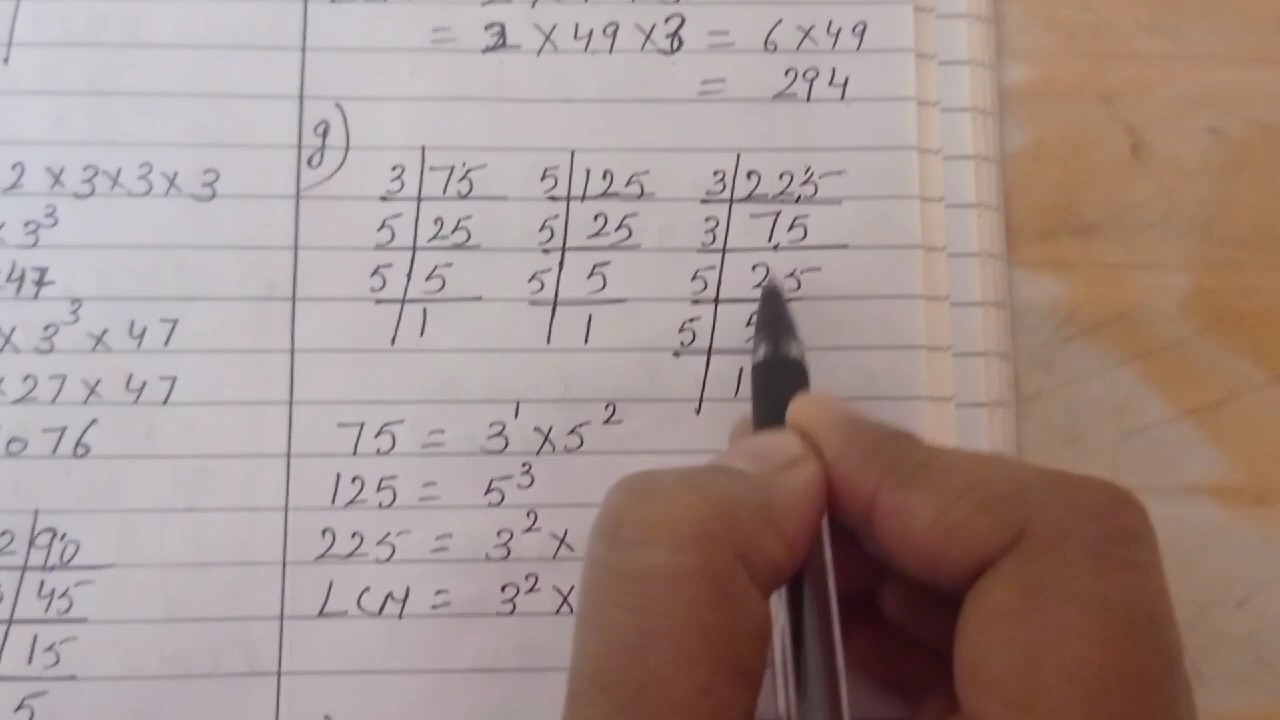 = 2 × 49 × 3 = 6 × 49
= 294
g)
3 | 75  5 | 125  3 | 225
5 | 25  5 | 25  3 | 75
5 | 5  5 | 5  5 | 25
| 1  | 1  5 | 5
| 1
75 = 3¹ × 5²
125 = 5³
225 = 3² ×
LCM = 3² ×
2 × 3 × 3 × 3
× 3³
47
× 3³ × 47
× 27 × 47
076
2 | 90
| 45
| 15
5